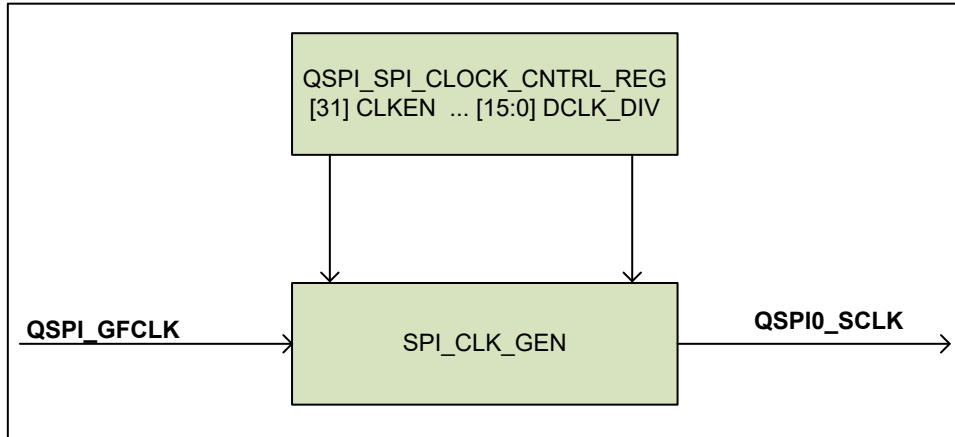 QSPI_SPI_CLOCK_CNTRL_REG
[31] CLKEN ... [15:0] DCLK_DIV
QSPI_GFCLK
SPI_CLK_GEN
QSPI0_SCLK